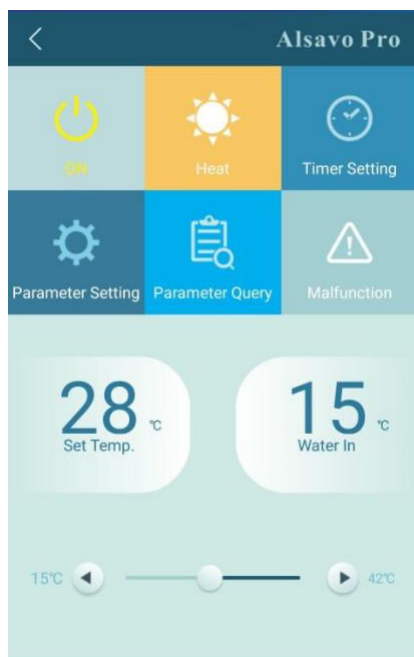 Alsavo Pro
ON
Heat
Timer Setting
Parameter Setting
Parameter Query
Malfunction
28 ℃
Set Temp.
15 ℃
Water In
15℃
42℃